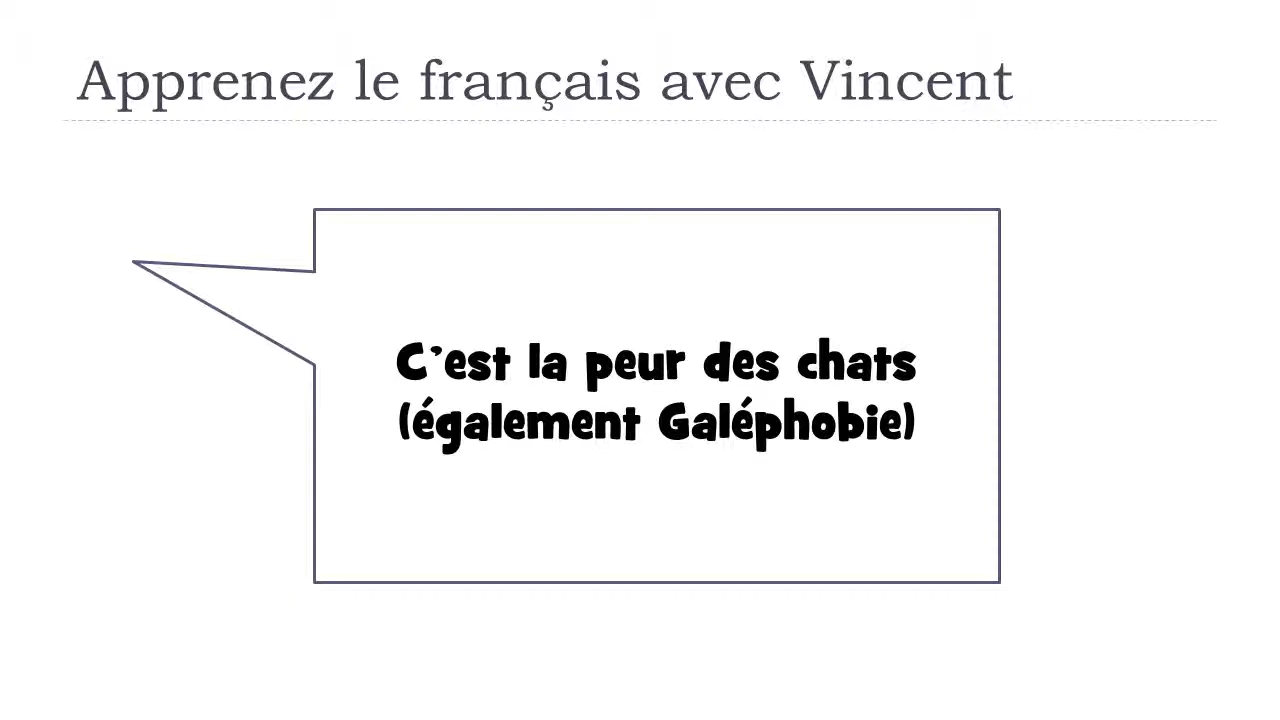 Apprenez le français avec Vincent
C'est la peur des chats
(également Galéphobie)